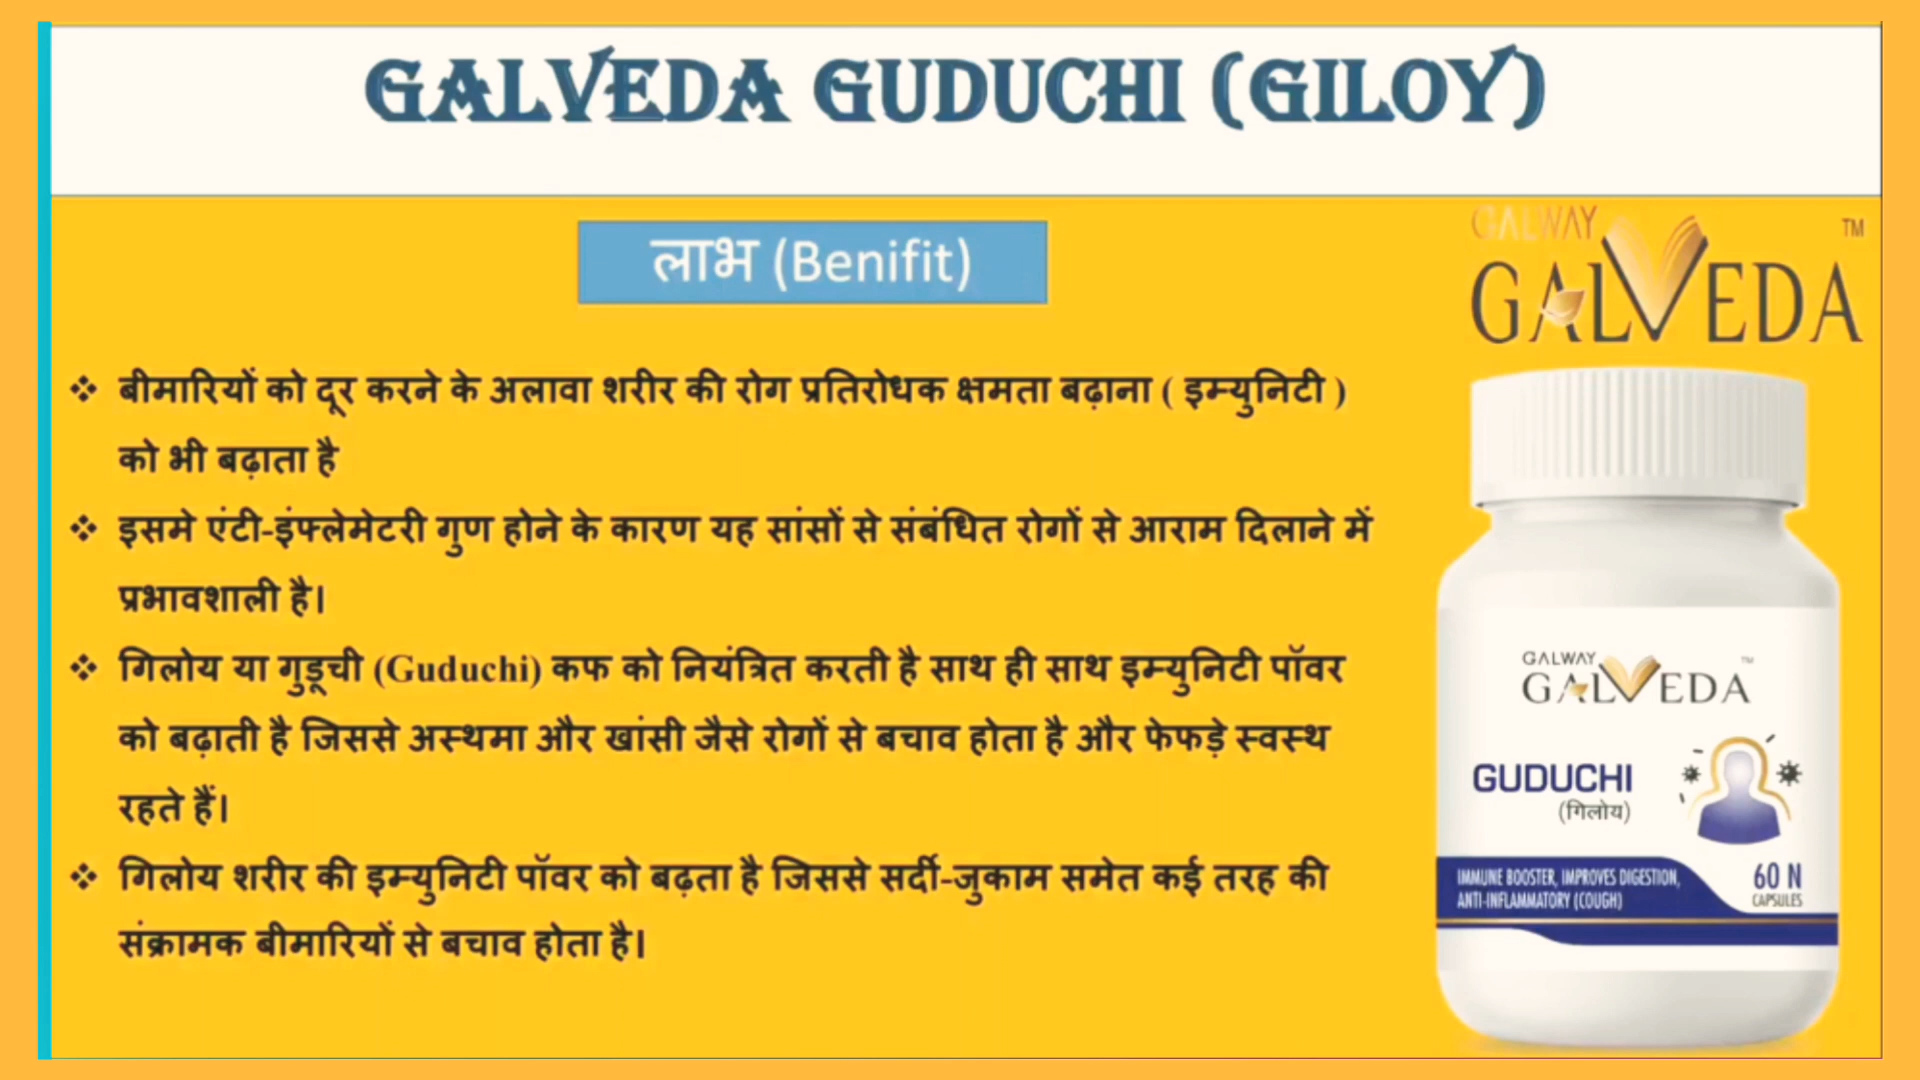 GALVEDA GUDUCHI (GILOY)
लाभ (Benifit)
GALWAY
GALVEDA
TM
❖ बीमारियों को दूर करने के अलावा शरीर की रोग प्रतिरोधक क्षमता बढ़ाना ( इम्युनिटी )
को भी बढ़ाता है
❖ इसमे एंटी-इंफ्लेमेटरी गुण होने के कारण यह सांसों से संबंधित रोगों से आराम दिलाने में
प्रभावशाली है।
❖ गिलोय या गुडूची (Guduchi) कफ को नियंत्रित करती है साथ ही साथ इम्युनिटी पॉवर
को बढ़ाती है जिससे अस्थमा और खांसी जैसे रोगों से बचाव होता है और फेफड़े स्वस्थ
रहते हैं।
❖ गिलोय शरीर की इम्युनिटी पॉवर को बढ़ता है जिससे सर्दी-जुकाम समेत कई तरह की
संक्रामक बीमारियों से बचाव होता है।
GALWAY
GALVEDA
TM
GUDUCHI
(गिलोय)
IMMUNE BOOSTER, IMPROVES DIGESTION,
ANTI-INFLAMMATORY (COUGH)
60 N
CAPSULES